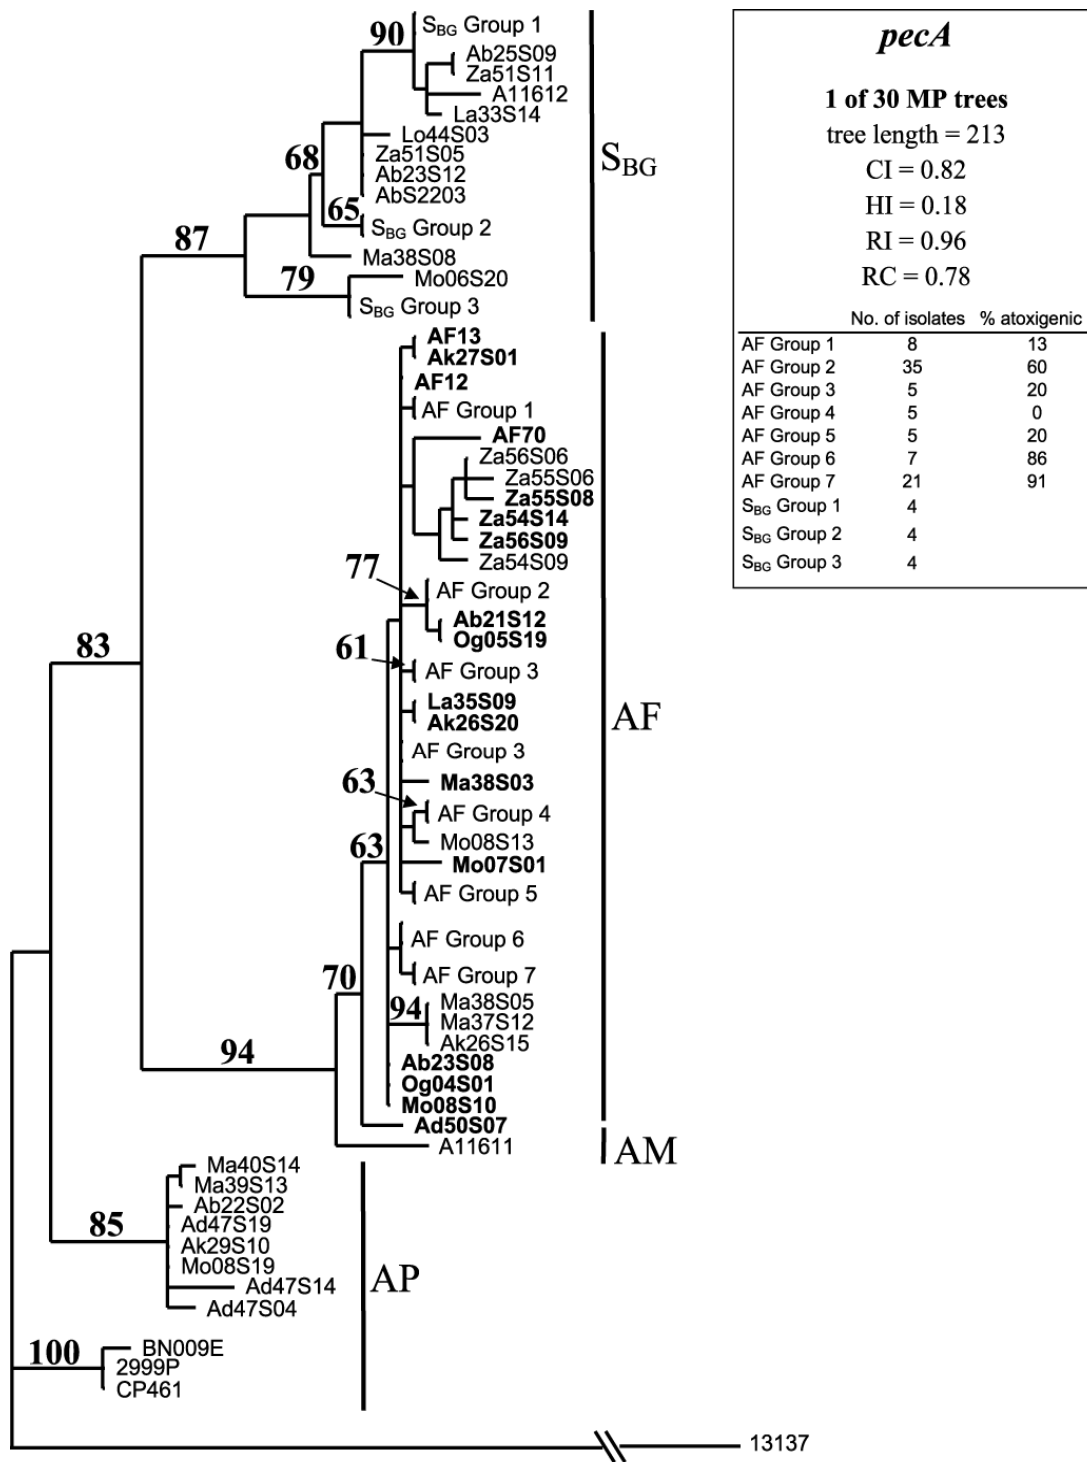 90
S_BG Group 1
Ab25S09
Za51S11
A11612
La33S14
Lo44S03
Za51S05
68
Ab23S12
AbS2203
65
S_BG Group 2
87
Ma38S08
79
Mo06S20
S_BG Group 3
S_BG
AF13
Ak27S01
AF12
AF Group 1
AF70
Za56S06
Za55S06
Za55S08
Za54S14
Za56S09
Za54S09
77
AF Group 2
Ab21S12
Og05S19
83
61
AF Group 3
La35S09
Ak26S20
AF
AF Group 3
63
Ma38S03
AF Group 4
63
Mo08S13
Mo07S01
AF Group 5
AF Group 6
70
AF Group 7
94
Ma38S05
Ma37S12
Ak26S15
94
Ab23S08
Og04S01
Mo08S10
Ad50S07
A11611
AM
Ma40S14
Ma39S13
Ab22S02
85
Ad47S19
Ak29S10
Mo08S19
Ad47S14
Ad47S04
AP
100
BN009E
2999P
CP461
13137
pecA
1 of 30 MP trees
tree length = 213
CI = 0.82
HI = 0.18
RI = 0.96
RC = 0.78
No. of isolates % atoxigenic
AF Group 1 8 13
AF Group 2 35 60
AF Group 3 5 20
AF Group 4 5 0
AF Group 5 5 20
AF Group 6 7 86
AF Group 7 21 91
S_BG Group 1 4
S_BG Group 2 4
S_BG Group 3 4